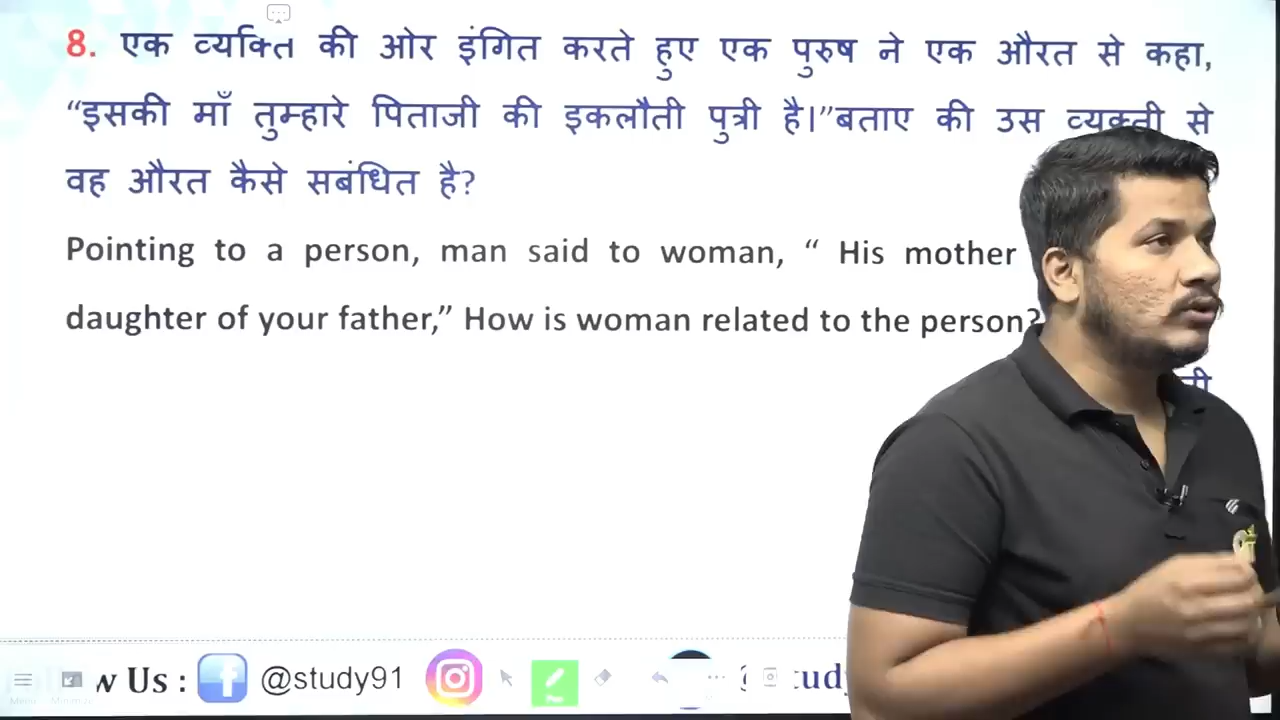 8. एक व्यक्ति की ओर इंगित करते हुए एक पुरुष ने एक औरत से कहा,
“इसकी माँ तुम्हारे पिताजी की इकलौती पुत्री है।”बताए की उस व्यक्ती से
वह औरत कैसे सबंधित है?
Pointing to a person, man said to woman, “ His mother
daughter of your father,” How is woman related to the person?
w Us : @study91